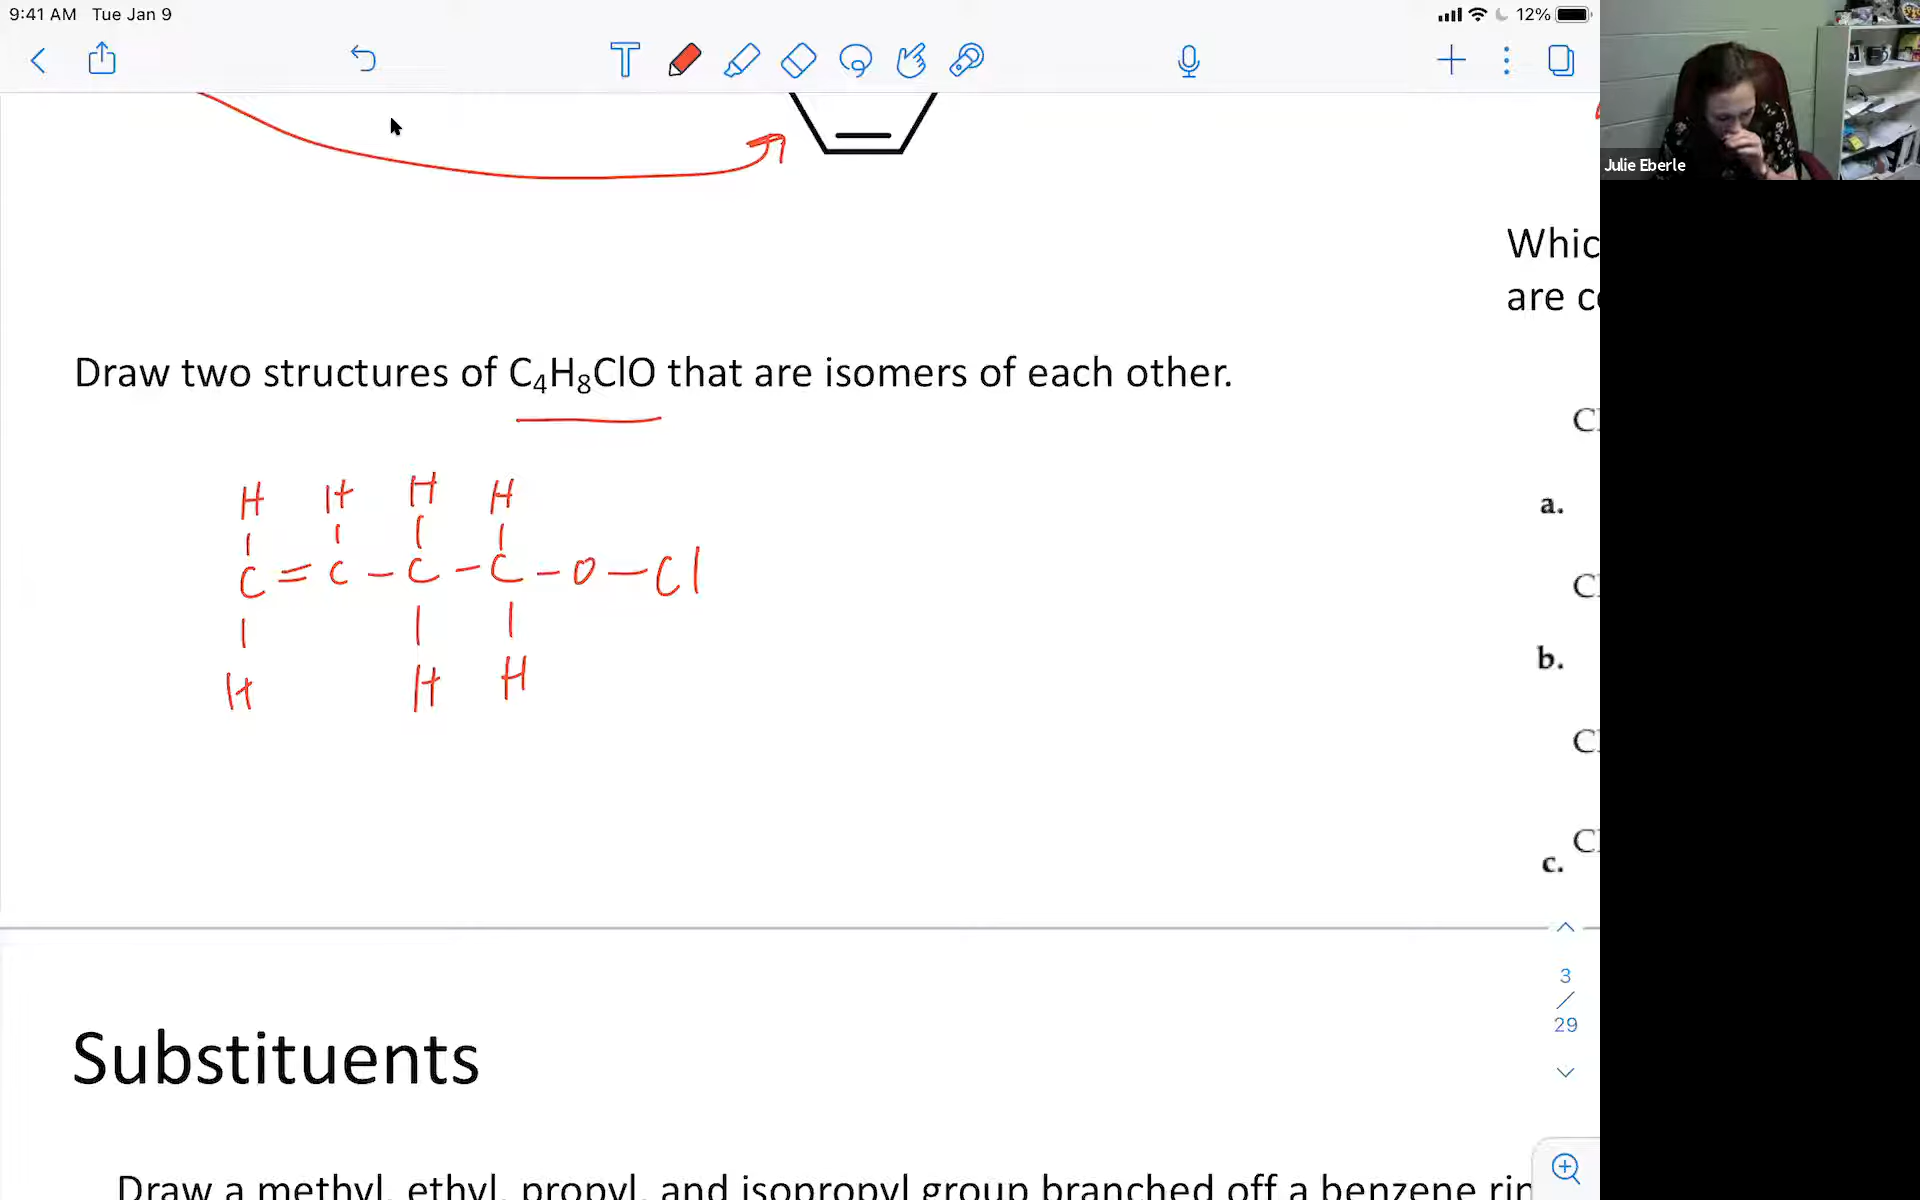 9:41 AM Tue Jan 9
12%
Julie Eberle
Whic
are c
Draw two structures of C₄H₈ClO that are isomers of each other.
H H H H
C = C - C - C - O - Cl
H H H
a.
b.
c.
3
/
29
Substituents
Draw a methyl, ethyl, propyl, and isopropyl group branched off a benzene rin